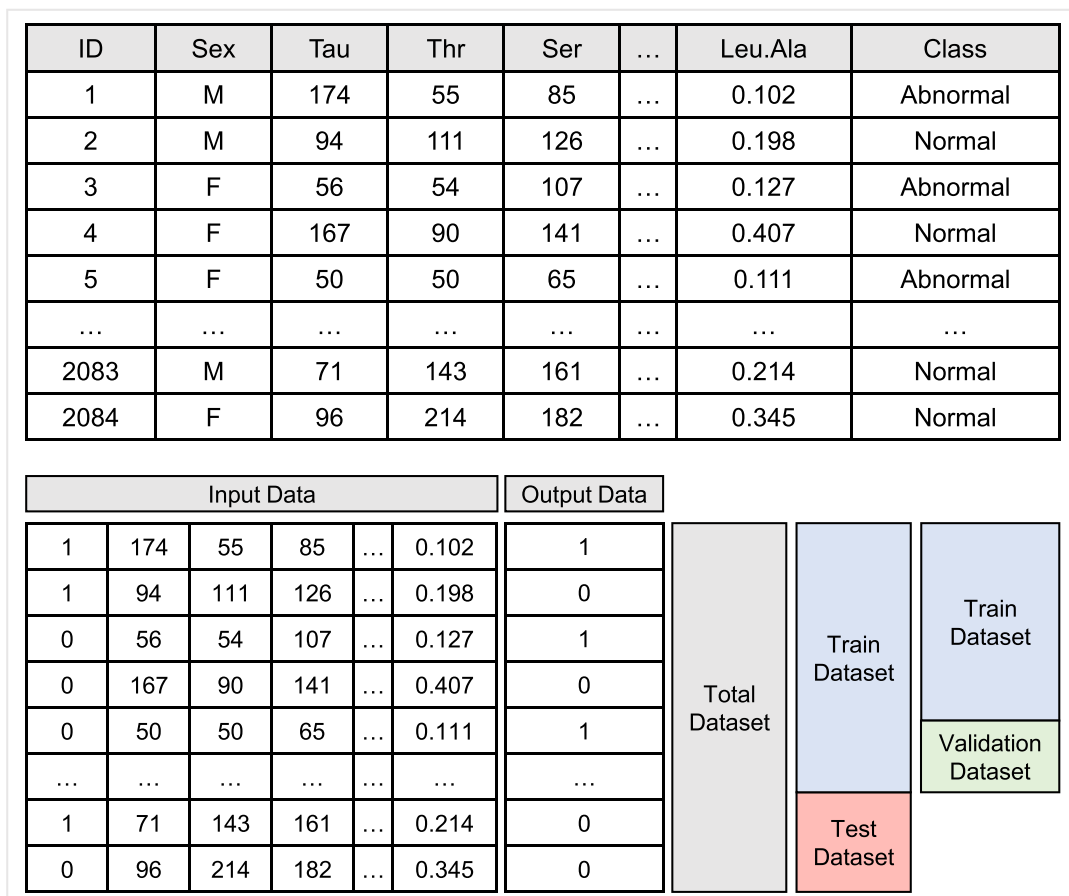 ID Sex Tau Thr Ser … Leu.Ala Class
1 M 174 55 85 … 0.102 Abnormal
2 M 94 111 126 … 0.198 Normal
3 F 56 54 107 … 0.127 Abnormal
4 F 167 90 141 … 0.407 Normal
5 F 50 50 65 … 0.111 Abnormal
… … … … … … … …
2083 M 71 143 161 … 0.214 Normal
2084 F 96 214 182 … 0.345 Normal
Input Data Output Data
1 174 55 85 … 0.102 1
1 94 111 126 … 0.198 0
0 56 54 107 … 0.127 1
0 167 90 141 … 0.407 0
0 50 50 65 … 0.111 1
… … … … … … …
1 71 143 161 … 0.214 0
0 96 214 182 … 0.345 0
Total
Dataset
Train
Dataset
Test
Dataset
Train
Dataset
Validation
Dataset